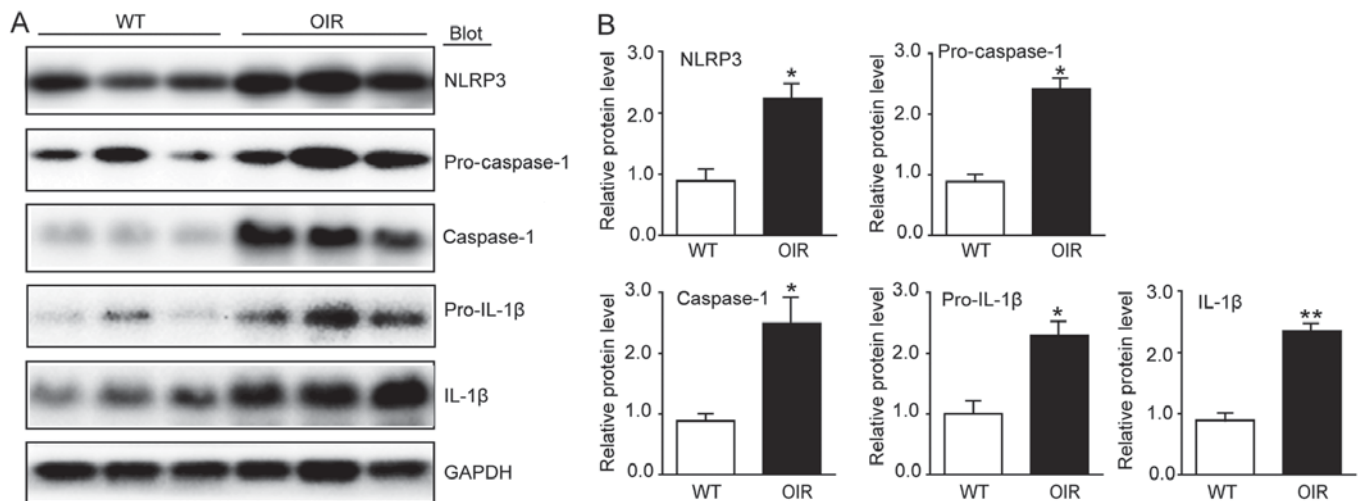 A
WT OIR
Blot
NLRP3
Pro-caspase-1
Caspase-1
Pro-IL-1β
IL-1β
GAPDH
B
Relative protein level
3.0
2.0
1.0
0.0
NLRP3
*
WT OIR
Relative protein level
3.0
2.0
1.0
0.0
Pro-caspase-1
*
WT OIR
Relative protein level
3.0
2.0
1.0
0.0
Caspase-1
*
WT OIR
Relative protein level
3.0
2.0
1.0
0.0
Pro-IL-1β
*
WT OIR
Relative protein level
3.0
2.0
1.0
0.0
IL-1β
**
WT OIR